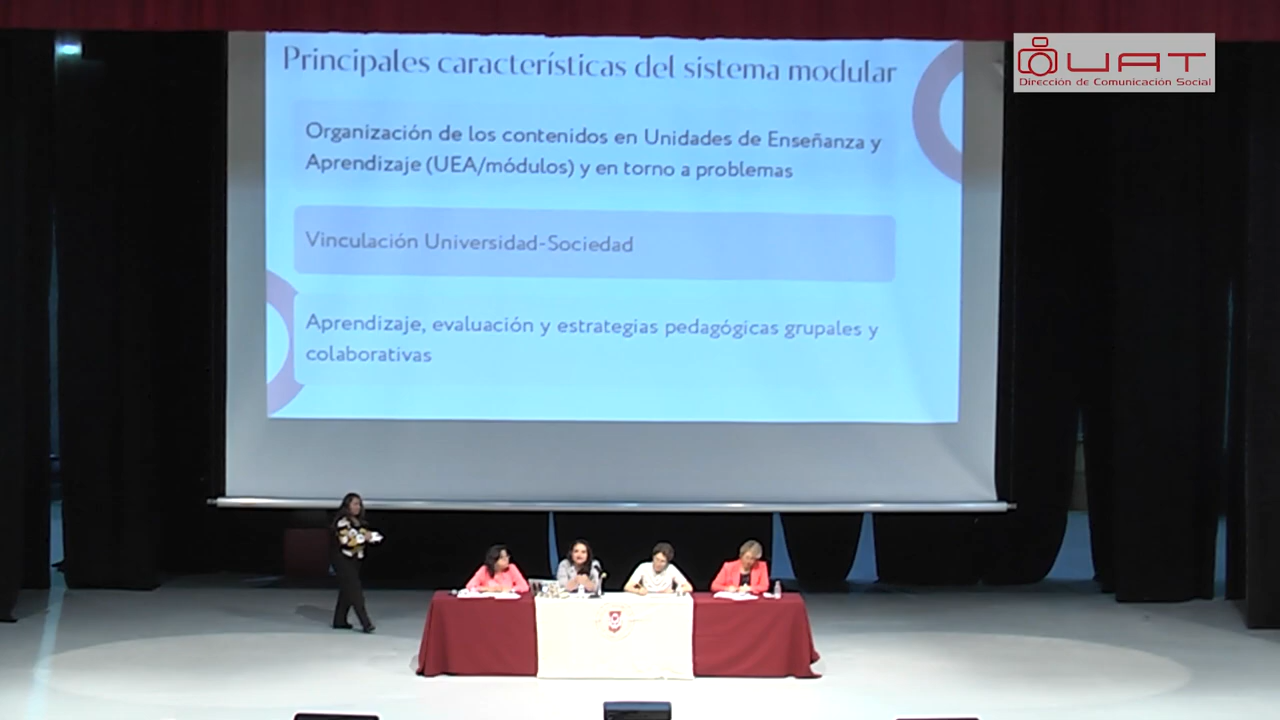 Principales características del sistema modular
UAT
Dirección de Comunicación Social
Organización de los contenidos en Unidades de Enseñanza y
Aprendizaje (UEA/módulos) y en torno a problemas
Vinculación Universidad-Sociedad
Aprendizaje, evaluación y estrategias pedagógicas grupales y
colaborativas